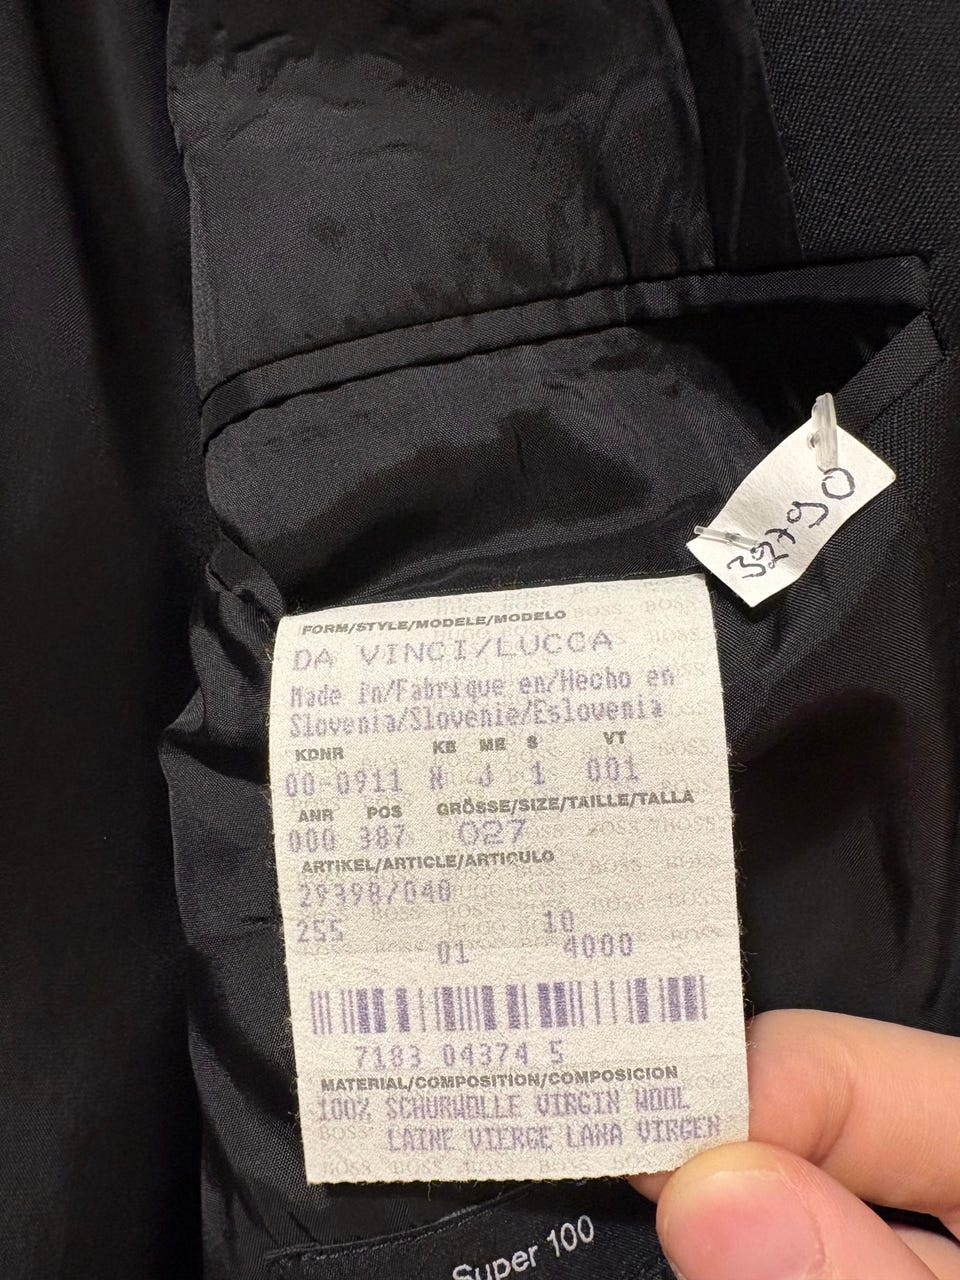 32790
FORM/STYLE/MODELE/MODELO
DA VINCI/LUCCA
Made in/Fabrique en/Hecho en
Slovenia/Slovenie/Eslovenia
KDNR KB ME S VT
00-0911 N J 1 001
ANR POS GRÖSSE/SIZE/TAILLE/TALLA
000 387 027
ARTIKEL/ARTICLE/ARTICULO
29398/040
255 10
01 4000
7183 04374 5
MATERIAL/COMPOSITION/COMPOSICION
100% SCHURWOLLE VIRGIN WOOL
LAINE VIERGE LANA VIRGEN
Super 100